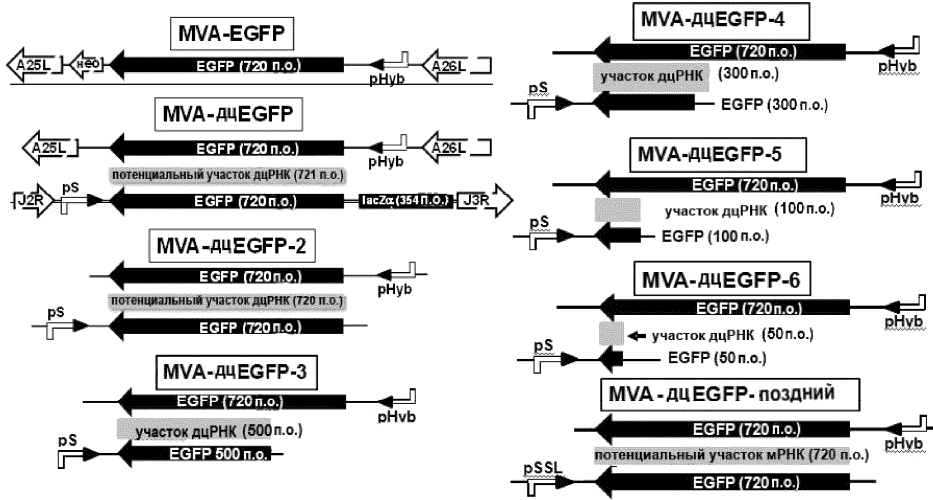 MVA-EGFP
A25L
нео
EGFP (720 п.о.)
pHyb
A26L
MVA-дцEGFP
A25L
EGFP (720 п.о.)
pHyb
A26L
потенциальный участок дцРНК (721 п.о.)
J2R
pS
EGFP (720 п.о.)
lacZα (354 п.о.)
J3R
MVA-дцEGFP-2
EGFP (720 п.о.)
pHyb
потенциальный участок дцРНК (720 п.о.)
pS
EGFP (720 п.о.)
MVA-дцEGFP-3
EGFP (720 п.о.)
pHyb
участок дцРНК (500 п.о.)
pS
EGFP 500 п.о.)
MVA-дцEGFP-4
EGFP (720 п.о.)
pHyb
участок дцРНК (300 п.о.)
pS
EGFP (300 п.о.)
MVA-дцEGFP-5
EGFP (720 п.о.)
pHyb
участок дцРНК (100 п.о.)
pS
EGFP (100 п.о.)
MVA-дцEGFP-6
EGFP (720 п.о.)
pHyb
участок дцРНК (50 п.о.)
pS
EGFP (50 п.о.)
MVA-дцEGFP-поздний
EGFP (720 п.о.)
pHyb
потенциальный участок мРНК (720 п.о.)
pSSL
EGFP (720 п.о.)